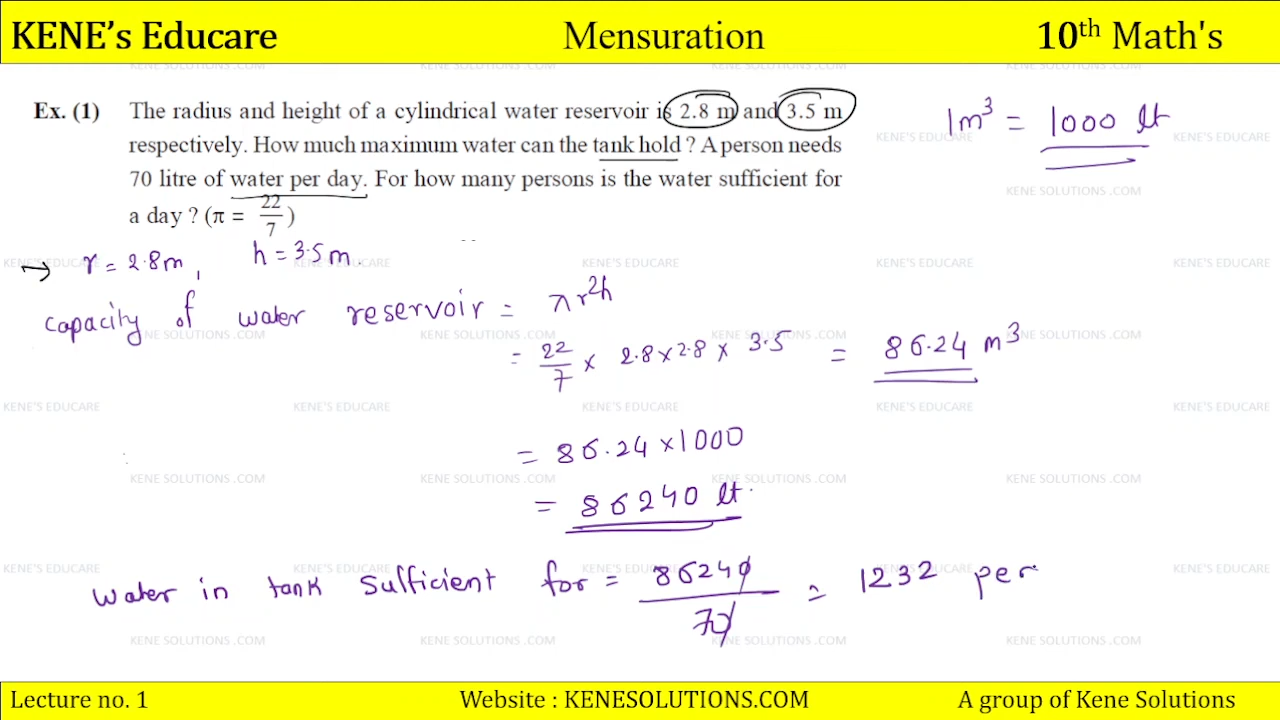 KENE's Educare Mensuration 10th Math's
Ex. (1) The radius and height of a cylindrical water reservoir is 2.8 m and 3.5 m
respectively. How much maximum water can the tank hold ? A person needs
70 litre of water per day. For how many persons is the water sufficient for
a day ? (π = 22/7)
1m³ = 1000 lt
→ r = 2.8m, h = 3.5m.
capacity of water reservoir = πr²h
= 22/7 × 2.8 × 2.8 × 3.5 = 86.24 m³
= 86.24 × 1000
= 86240 lt.
water in tank sufficient for = 86240/70 = 1232 per
KENE'S EDUCARE
KENE SOLUTIONS .COM
Lecture no. 1 Website : KENESOLUTIONS.COM A group of Kene Solutions